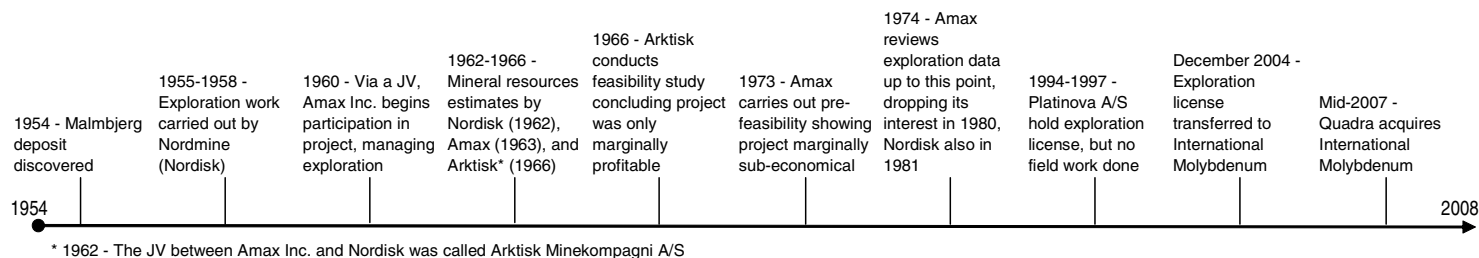 1954 - Malmbjerg
deposit
discovered
1955-1958 -
Exploration work
carried out by
Nordmine
(Nordisk)
1960 - Via a JV,
Amax Inc. begins
participation in
project, managing
exploration
1962-1966 -
Mineral resources
estimates by
Nordisk (1962),
Amax (1963), and
Arktisk* (1966)
1966 - Arktisk
conducts
feasibility study
concluding project
was only
marginally
profitable
1973 - Amax
carries out pre-
feasibility showing
project marginally
sub-economical
1974 - Amax
reviews
exploration data
up to this point,
dropping its
interest in 1980,
Nordisk also in
1981
1994-1997 -
Platinova A/S
hold exploration
license, but no
field work done
December 2004 -
Exploration
license
transferred to
International
Molybdenum
Mid-2007 -
Quadra acquires
International
Molybdenum
1954
2008
* 1962 - The JV between Amax Inc. and Nordisk was called Arktisk Minekompagni A/S